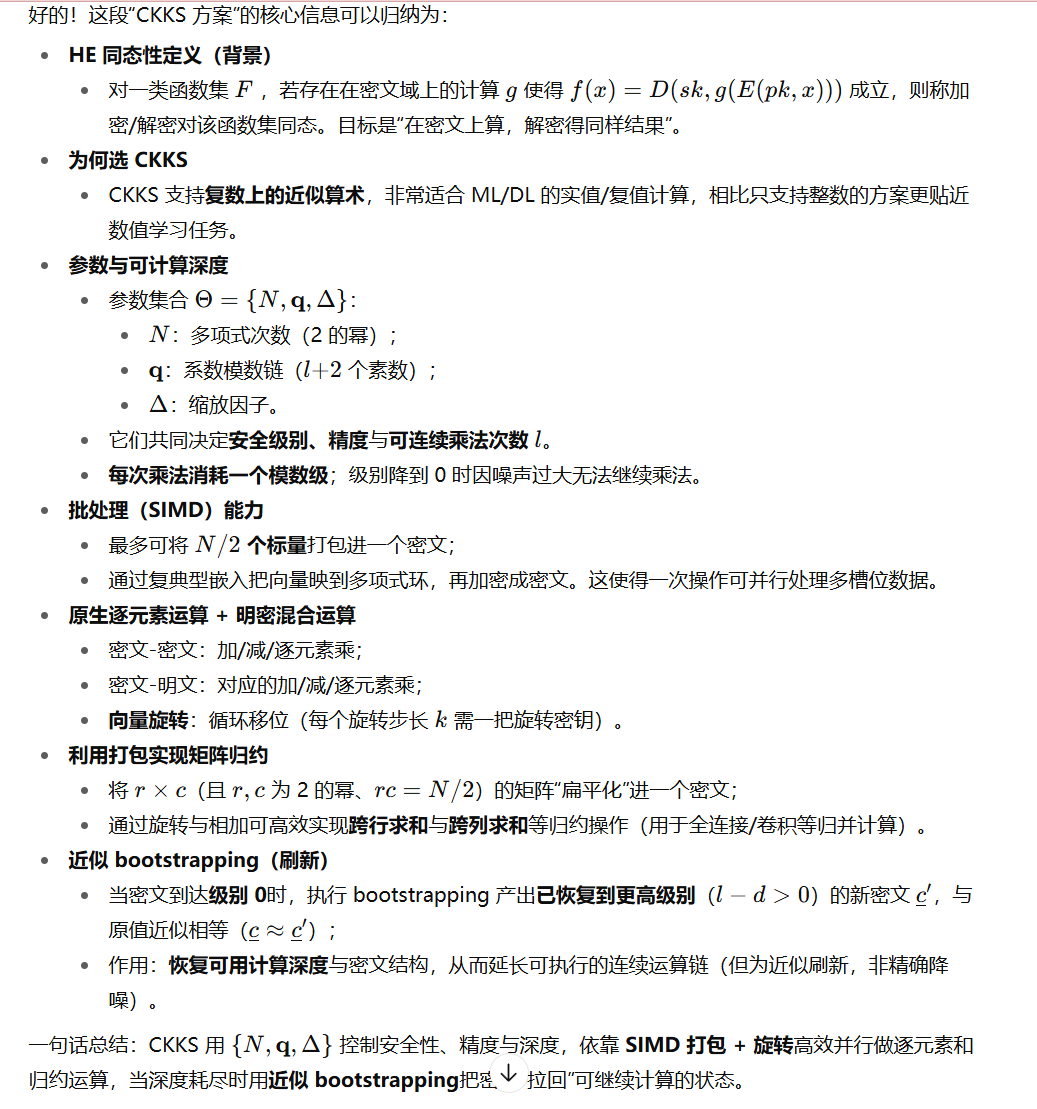 好的！这段“CKKS 方案”的核心信息可以归纳为：
HE 同态性定义（背景）
对一类函数集 F ，若存在在密文域上的计算 g 使得 f(x) = D(sk, g(E(pk, x))) 成立，则称加
密/解密对该函数集同态。目标是“在密文上算，解密得同样结果”。
为何选 CKKS
CKKS 支持复数上的近似算术，非常适合 ML/DL 的实值/复值计算，相比只支持整数的方案更贴近
数值学习任务。
参数与可计算深度
参数集合 Θ = {N, q, Δ}：
N：多项式次数（2 的幂）；
q：系数模数链（l+2 个素数）；
Δ：缩放因子。
它们共同决定安全级别、精度与可连续乘法次数 l。
每次乘法消耗一个模数级；级别降到 0 时因噪声过大无法继续乘法。
批处理（SIMD）能力
最多可将 N/2 个标量打包进一个密文；
通过复典型嵌入把向量映到多项式环，再加密成密文。这使得一次操作可并行处理多槽位数据。
原生逐元素运算 + 明密混合运算
密文-密文：加/减/逐元素乘；
密文-明文：对应的加/减/逐元素乘；
向量旋转：循环移位（每个旋转步长 k 需一把旋转密钥）。
利用打包实现矩阵归约
将 r × c（且 r, c 为 2 的幂、rc = N/2）的矩阵“扁平化”进一个密文；
通过旋转与相加可高效实现跨行求和与跨列求和等归约操作（用于全连接/卷积等归并计算）。
近似 bootstrapping（刷新）
当密文到达级别 0时，执行 bootstrapping 产出已恢复到更高级别（l − d > 0）的新密文 c′，与
原值近似相等（c ≈ c′）；
作用：恢复可用计算深度与密文结构，从而延长可执行的连续运算链（但为近似刷新，非精确降
噪）。
一句话总结：CKKS 用 {N, q, Δ} 控制安全性、精度与深度，依靠 SIMD 打包 + 旋转高效并行做逐元素和
归约运算，当深度耗尽时用近似 bootstrapping把密 拉回”可继续计算的状态。